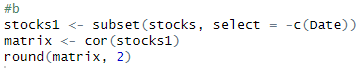 #b
stocks1 <- subset(stocks, select = -c(Date))
matrix <- cor(stocks1)
round(matrix, 2)